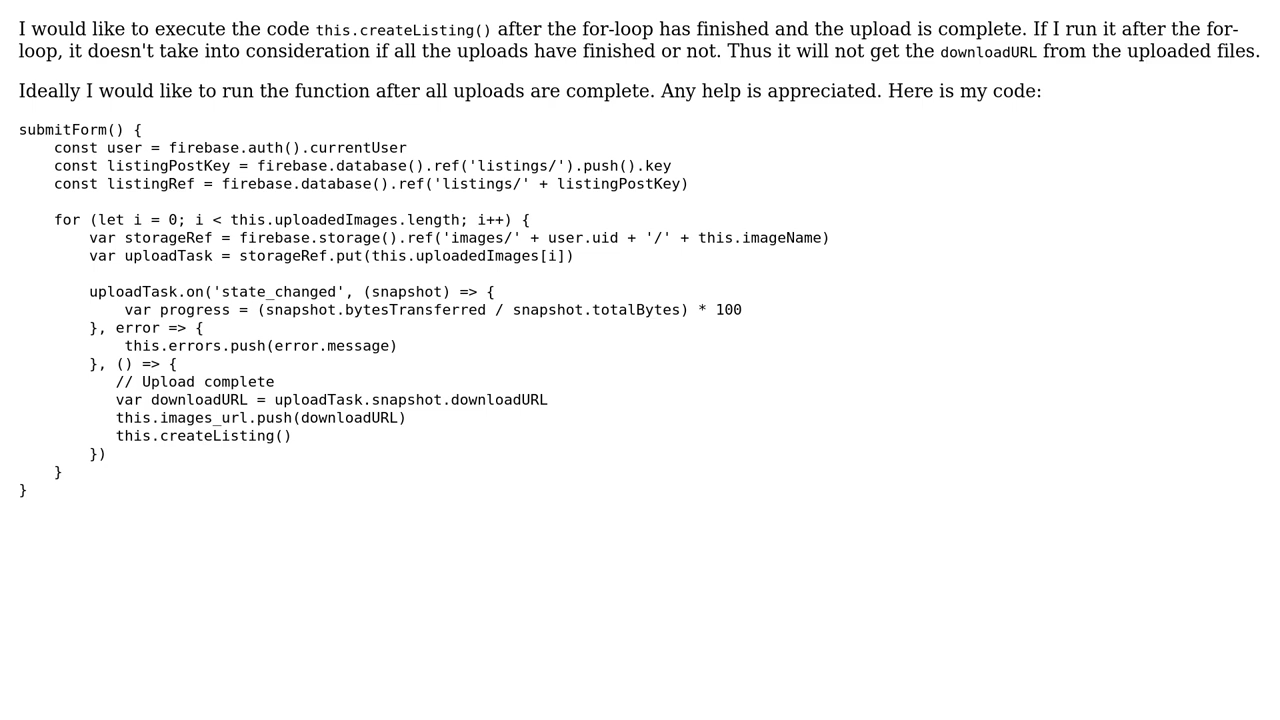 I would like to execute the code this.createListing() after the for-loop has finished and the upload is complete. If I run it after the for-
loop, it doesn't take into consideration if all the uploads have finished or not. Thus it will not get the downloadURL from the uploaded files.
Ideally I would like to run the function after all uploads are complete. Any help is appreciated. Here is my code:
submitForm() {
    const user = firebase.auth().currentUser
    const listingPostKey = firebase.database().ref('listings/').push().key
    const listingRef = firebase.database().ref('listings/' + listingPostKey)

    for (let i = 0; i < this.uploadedImages.length; i++) {
        var storageRef = firebase.storage().ref('images/' + user.uid + '/' + this.imageName)
        var uploadTask = storageRef.put(this.uploadedImages[i])

        uploadTask.on('state_changed', (snapshot) => {
            var progress = (snapshot.bytesTransferred / snapshot.totalBytes) * 100
        }, error => {
            this.errors.push(error.message)
        }, () => {
           // Upload complete
           var downloadURL = uploadTask.snapshot.downloadURL
           this.images_url.push(downloadURL)
           this.createListing()
        })
    }
}